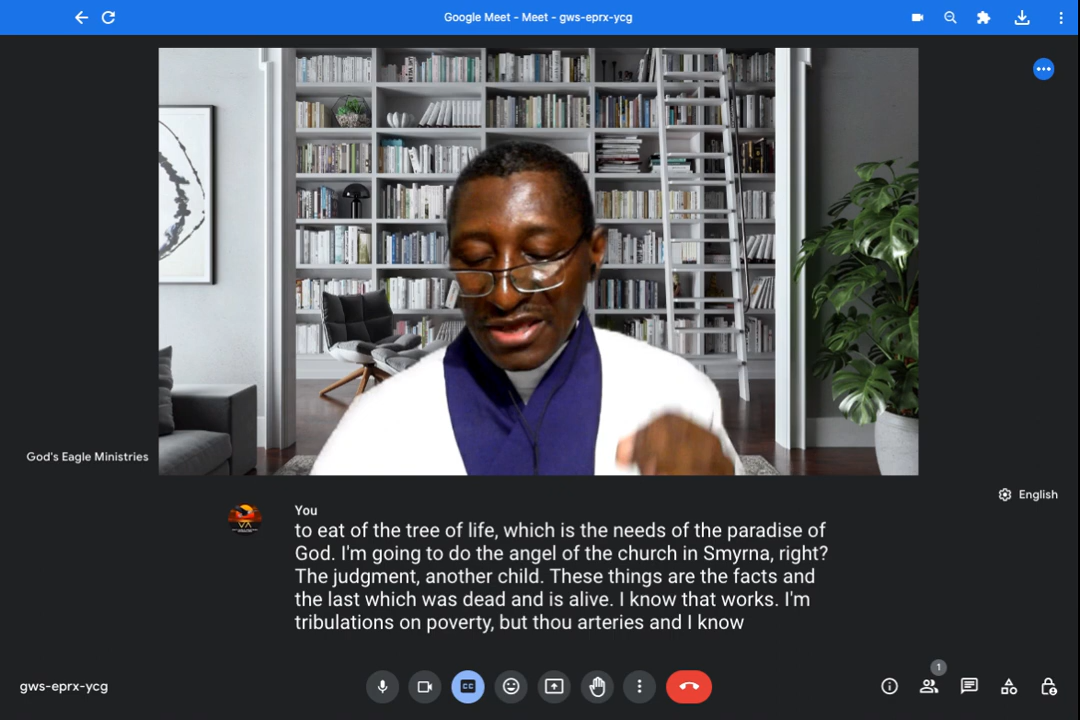 Google Meet - Meet - gws-eprx-ycg
God's Eagle Ministries
English
You
to eat of the tree of life, which is the needs of the paradise of
God. I'm going to do the angel of the church in Smyrna, right?
The judgment, another child. These things are the facts and
the last which was dead and is alive. I know that works. I'm
tribulations on poverty, but thou arteries and I know
gws-eprx-ycg
CC
1